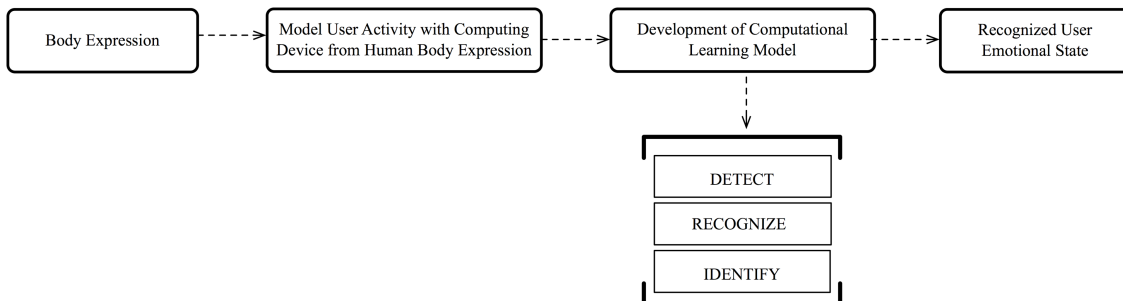 Body Expression
Model User Activity with Computing
Device from Human Body Expression
Development of Computational
Learning Model
Recognized User
Emotional State
DETECT
RECOGNIZE
IDENTIFY